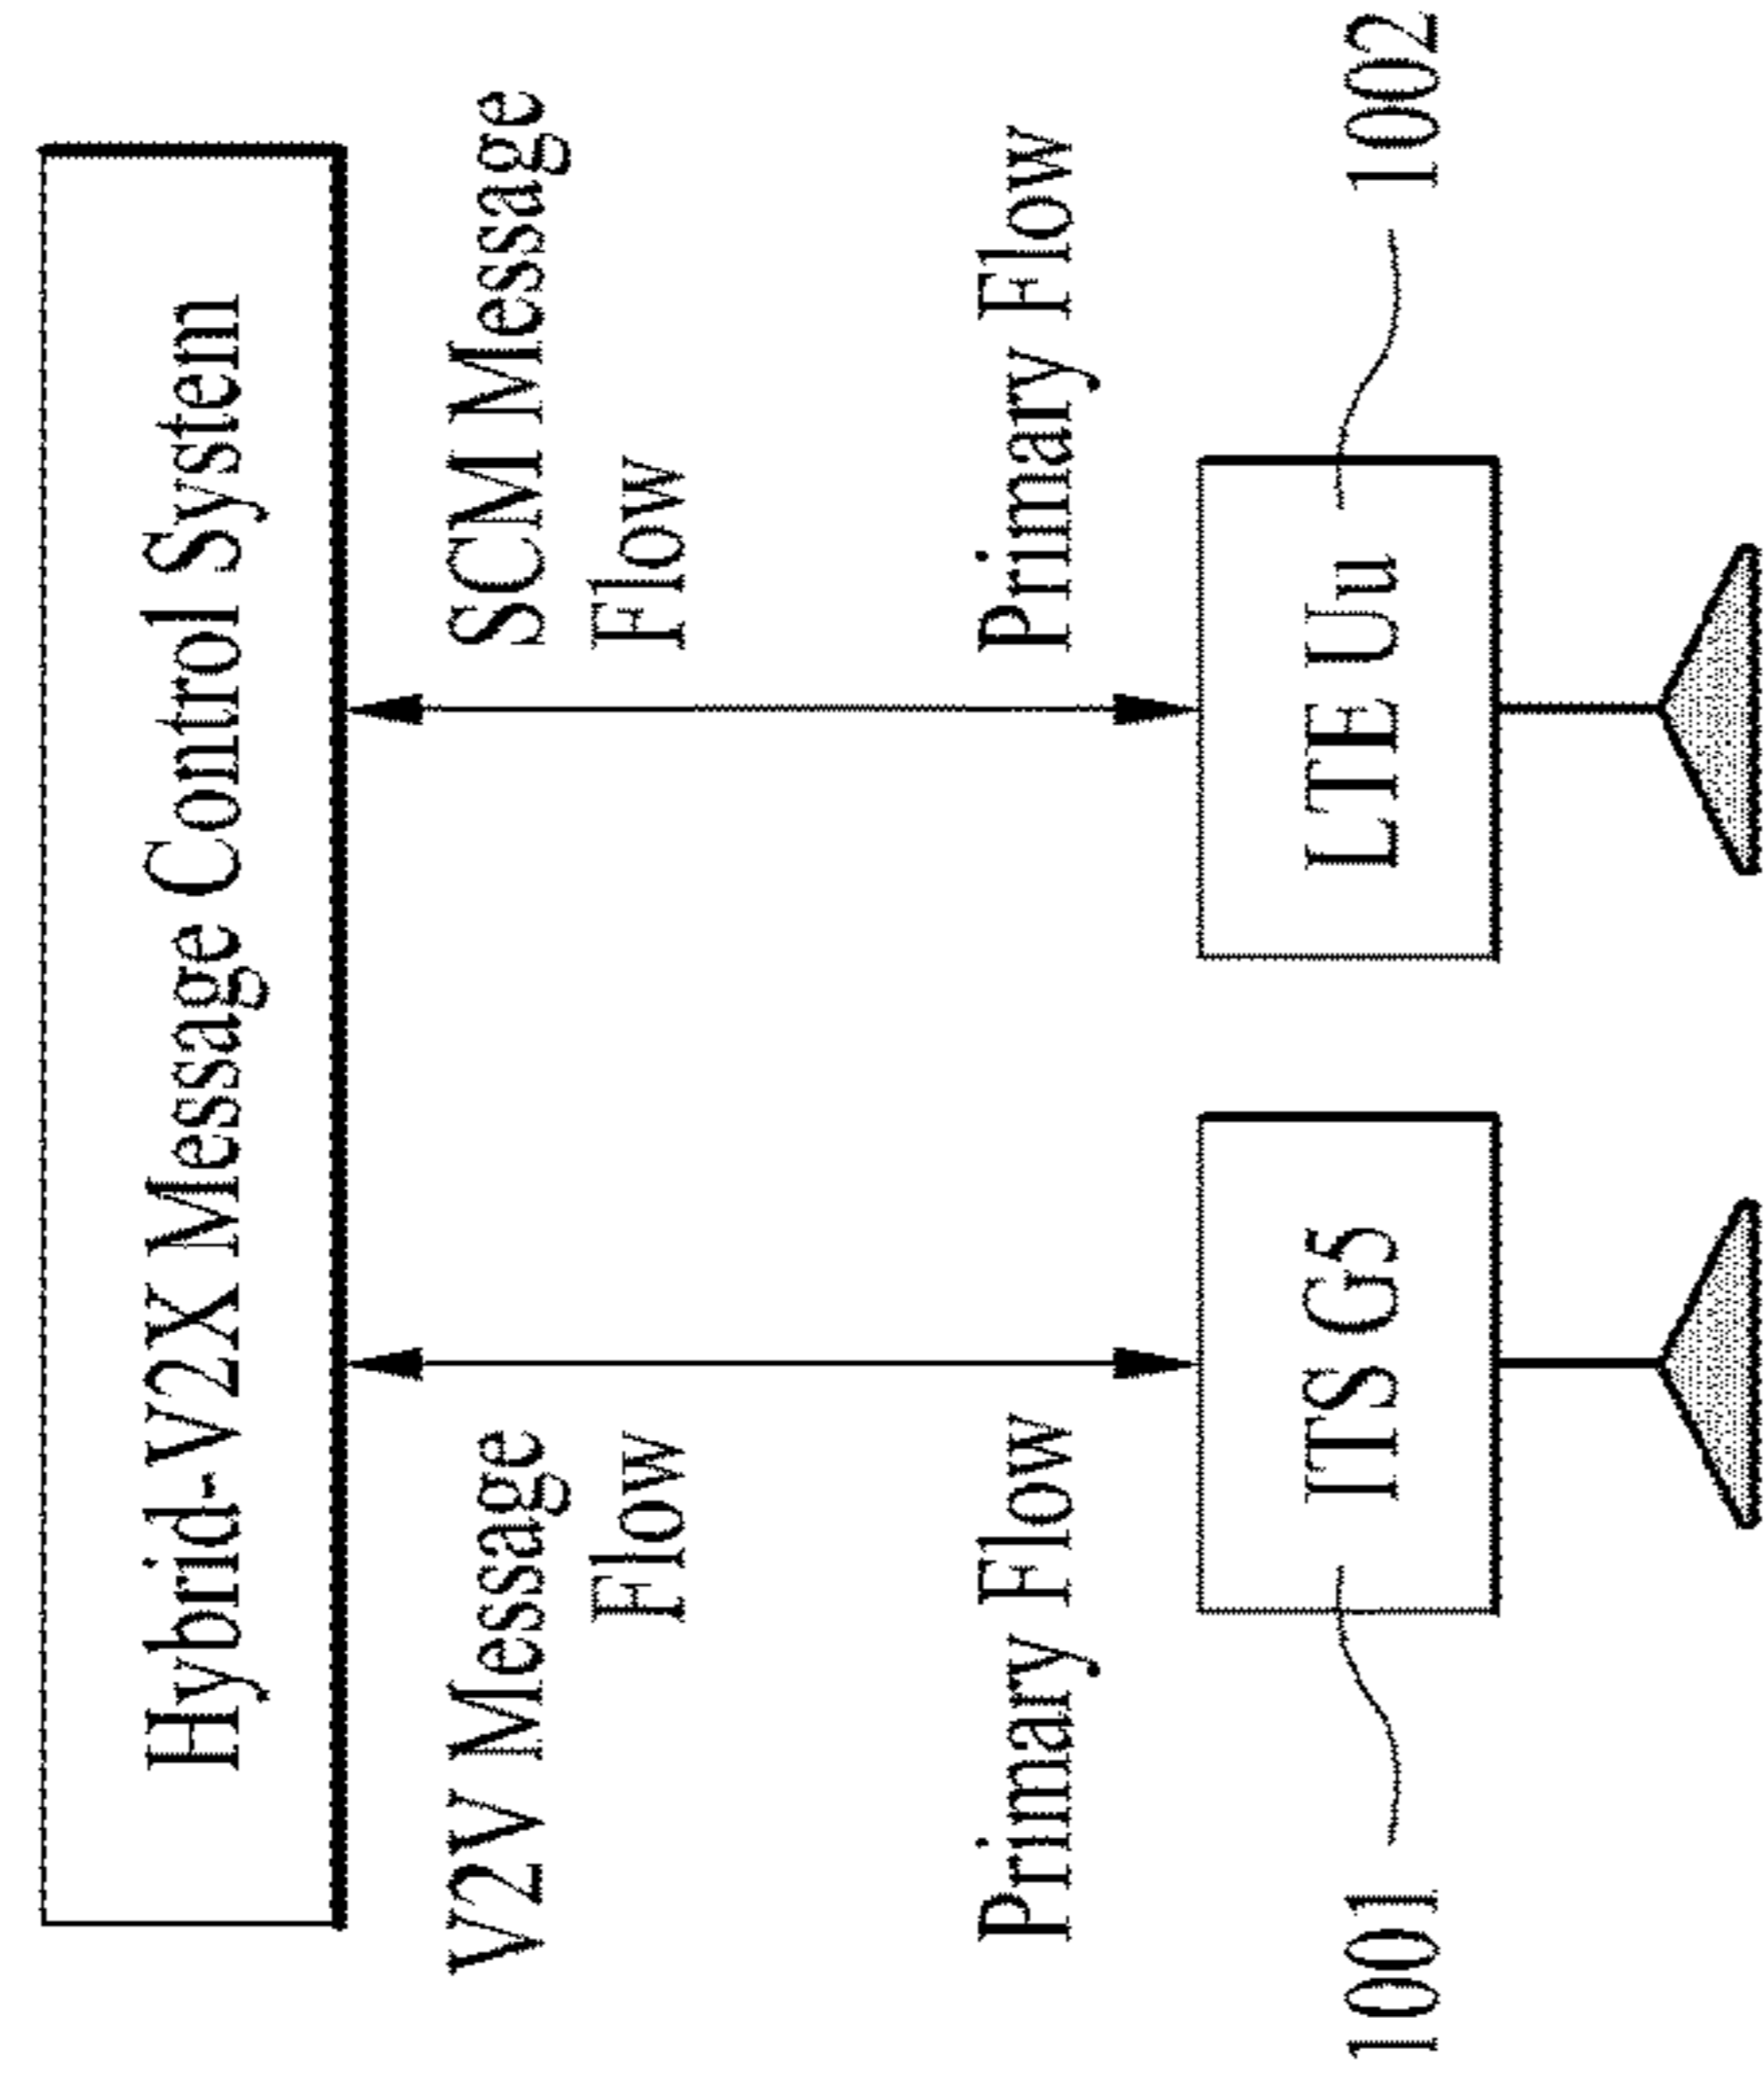 Hybrid-V2X Message Control System
V2V Message
Flow
SCM Message
Flow
Primary Flow
Primary Flow
ITS G5
LTE Uu
1001
1002